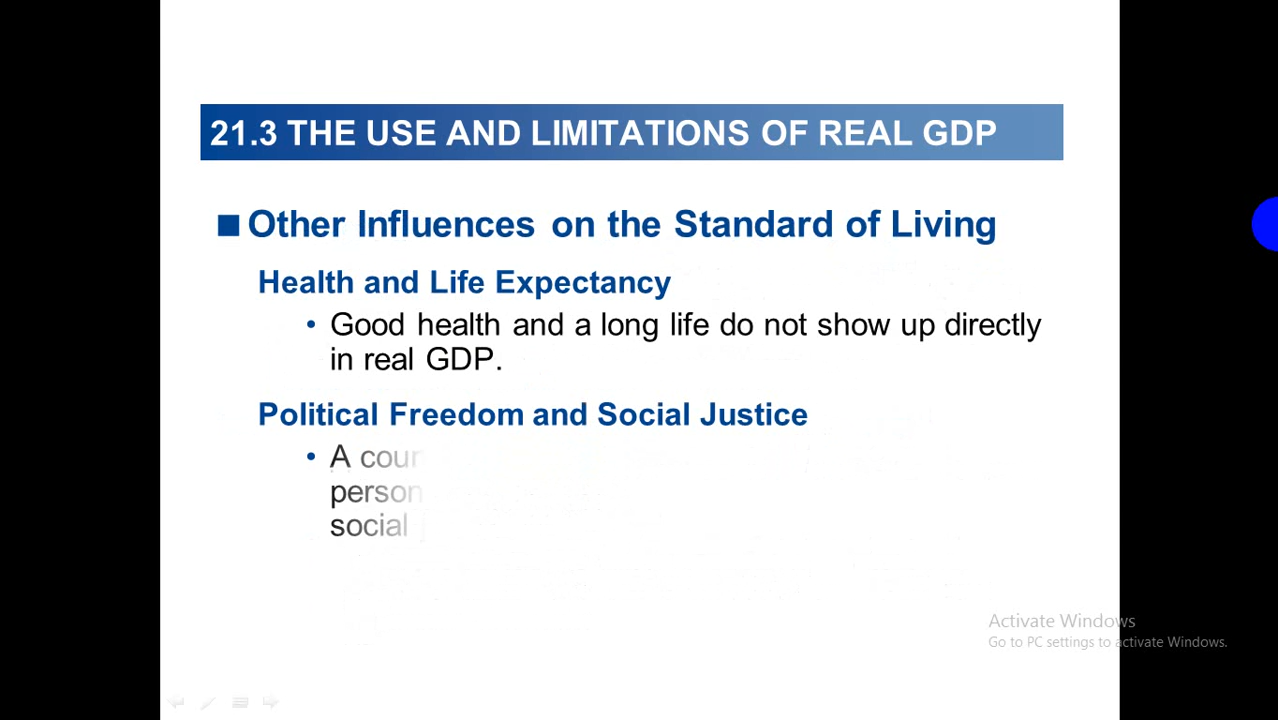 21.3 THE USE AND LIMITATIONS OF REAL GDP
Other Influences on the Standard of Living
Health and Life Expectancy
• Good health and a long life do not show up directly
in real GDP.
Political Freedom and Social Justice
• A coun
person
social
Activate Windows
Go to PC settings to activate Windows.